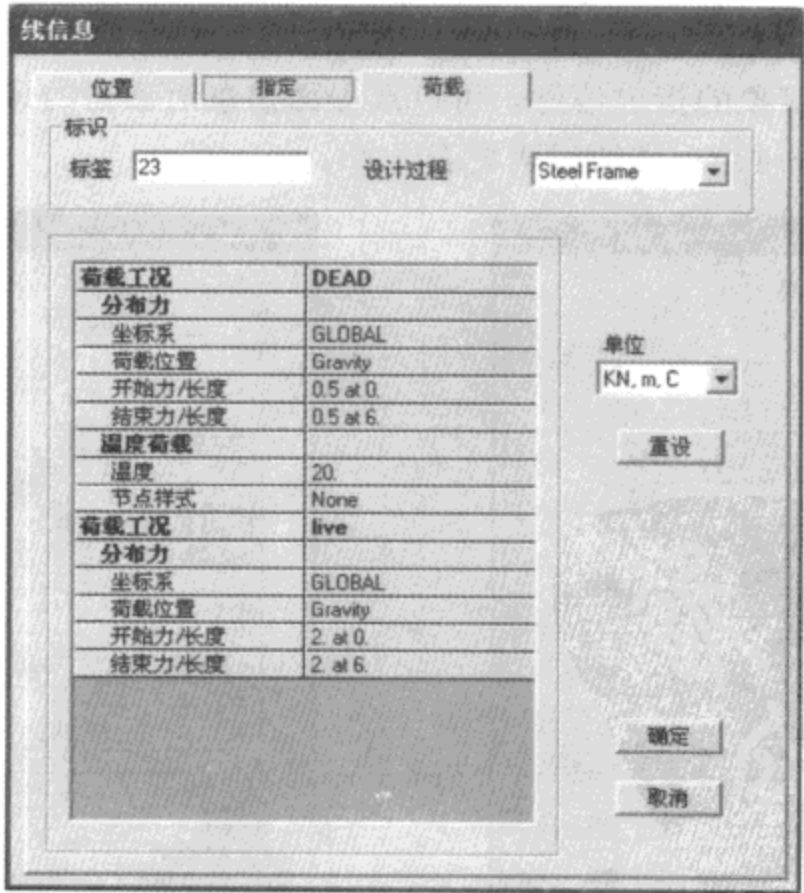 线信息
位置 指定 荷载
标识
标签 23 设计过程 Steel Frame
荷载工况 DEAD
分布力
坐标系 GLOBAL
荷载位置 Gravity
开始力/长度 0.5 at 0.
结束力/长度 0.5 at 6.
温度荷载
温度 20.
节点样式 None
荷载工况 live
分布力
坐标系 GLOBAL
荷载位置 Gravity
开始力/长度 2. at 0.
结束力/长度 2. at 6.
单位
KN, m, C
重设
确定
取消